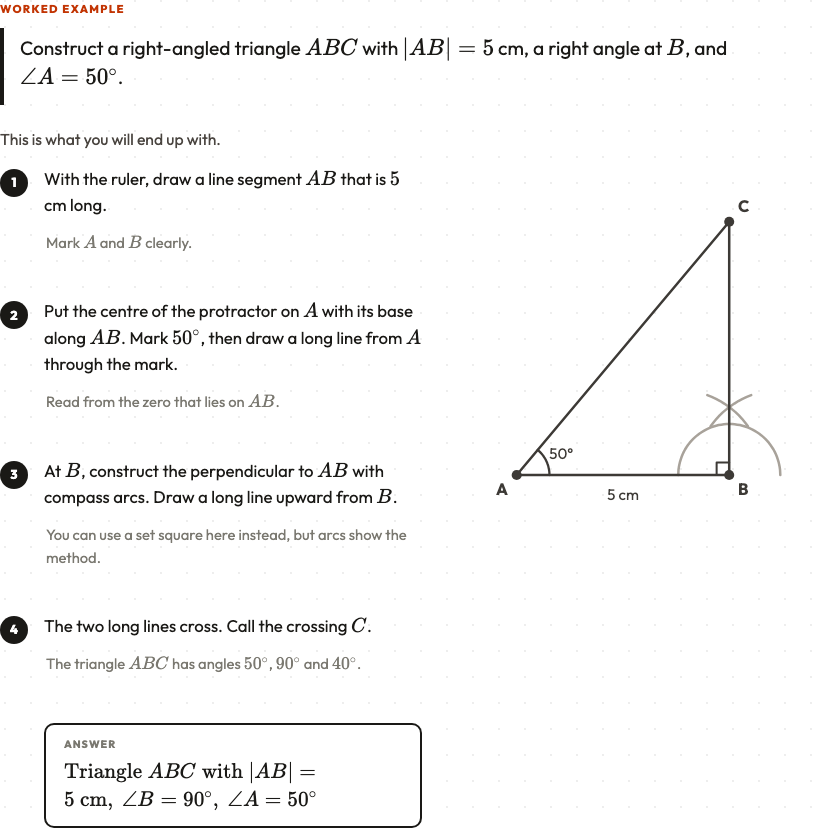 WORKED EXAMPLE
Construct a right-angled triangle ABC with |AB| = 5 cm, a right angle at B, and
∠A = 50°.
This is what you will end up with.
1
With the ruler, draw a line segment AB that is 5
cm long.
Mark A and B clearly.
2
Put the centre of the protractor on A with its base
along AB. Mark 50°, then draw a long line from A
through the mark.
Read from the zero that lies on AB.
3
At B, construct the perpendicular to AB with
compass arcs. Draw a long line upward from B.
You can use a set square here instead, but arcs show the
method.
4
The two long lines cross. Call the crossing C.
The triangle ABC has angles 50°, 90° and 40°.
ANSWER
Triangle ABC with |AB| =
5 cm, ∠B = 90°, ∠A = 50°
C
50°
A
5 cm
B